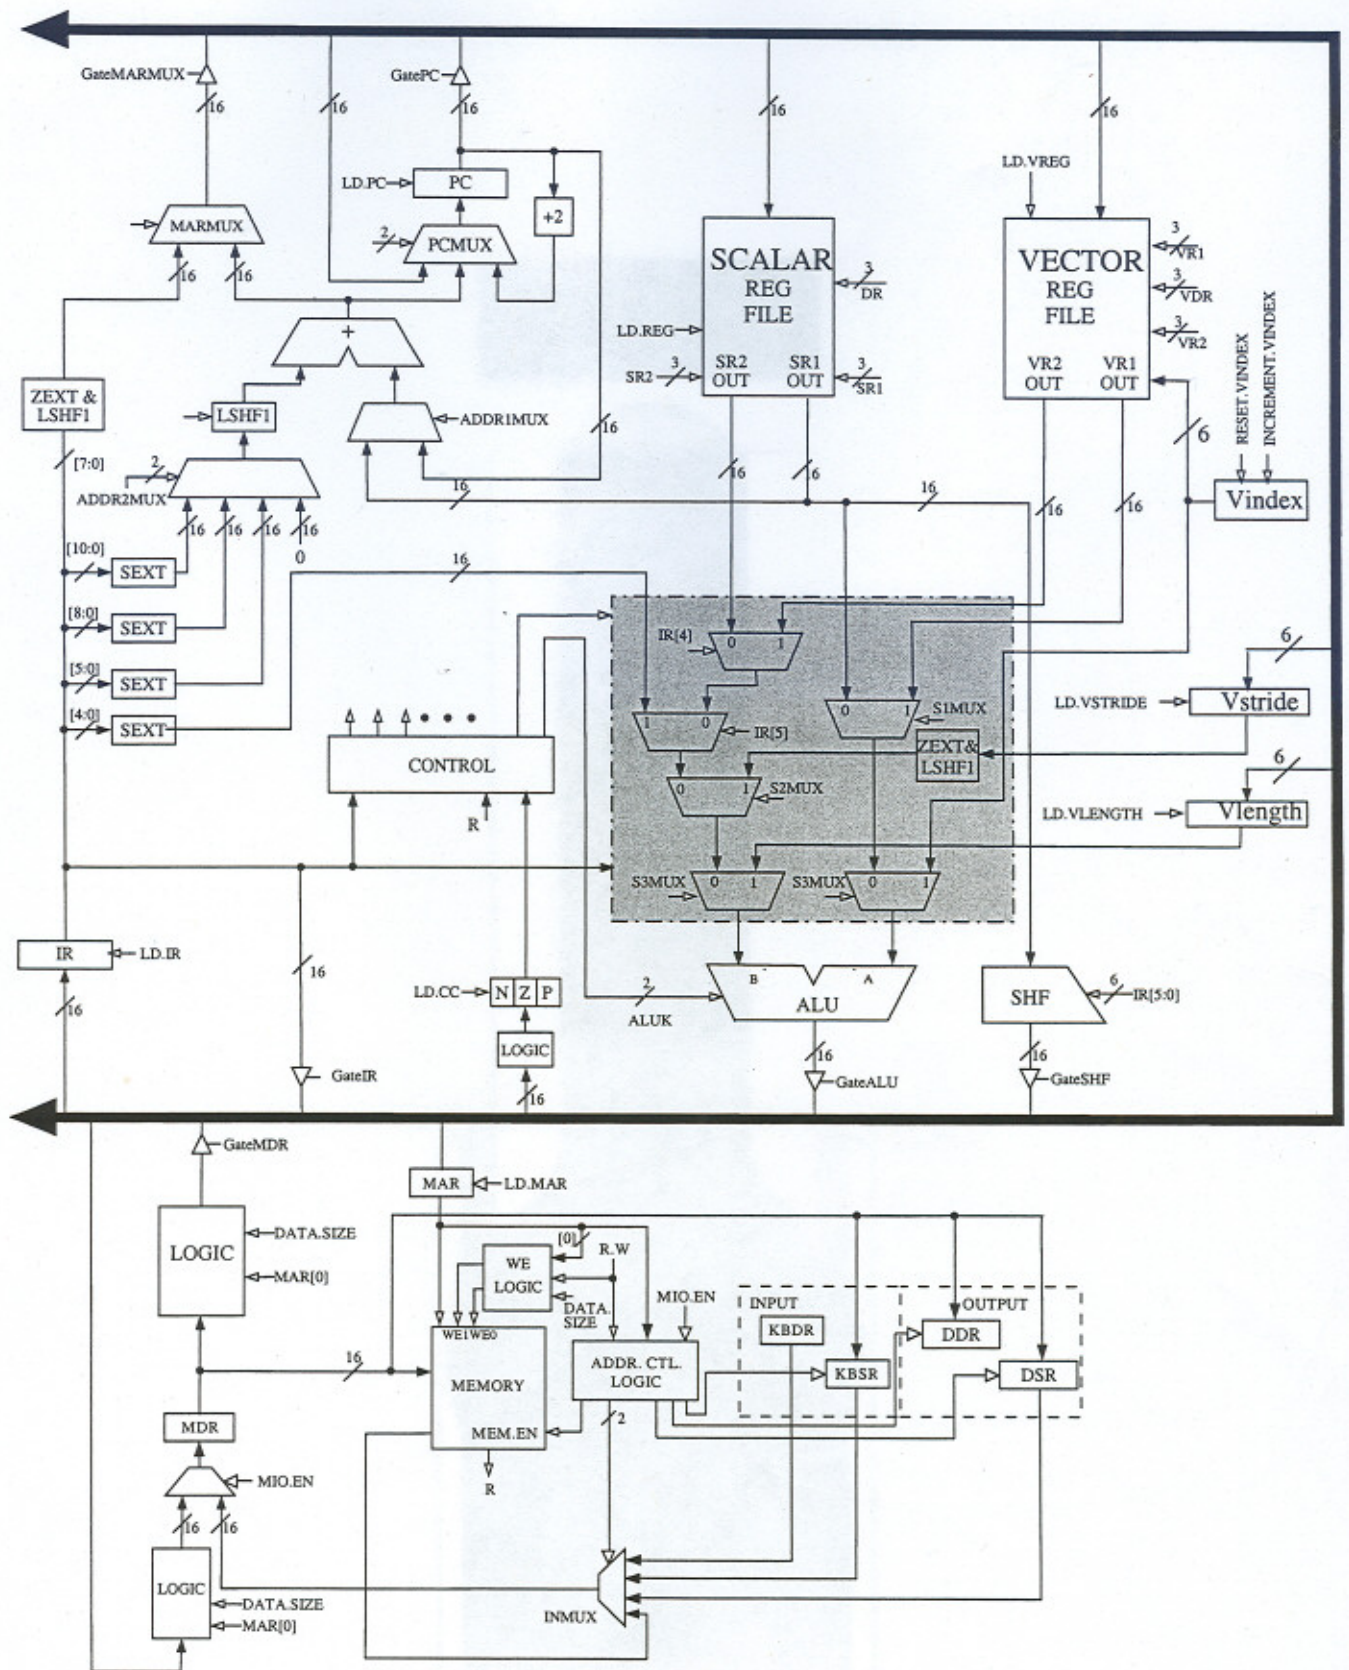 GateMARMUX
16
16
GatePC
16
16
16
LD.VREG
LD.PC
PC
+2
MARMUX
2
PCMUX
16
16
SCALAR
REG
FILE
3
DR
LD.REG
SR2
3
SR2
OUT
SR1
OUT
3
SR1
VECTOR
REG
FILE
3
VR1
3
VDR
3
VR2
VR2
OUT
VR1
OUT
RESET.VINDEX
INCREMENT.VINDEX
+
ZEXT &
LSHF1
LSHF1
ADDR1MUX
16
[7:0]
2
ADDR2MUX
16
16
16
16
0
16
16
6
16
16
16
6
Vindex
[10:0]
SEXT
16
[8:0]
SEXT
[5:0]
SEXT
[4:0]
SEXT
IR[4]
0 1
1 0
IR[5]
0 1
S1MUX
ZEXT&
LSHF1
0 1
S2MUX
S3MUX
0 1
S3MUX
0 1
6
LD.VSTRIDE
Vstride
6
LD.VLENGTH
Vlength
CONTROL
R
IR
LD.IR
16
16
LD.CC
N Z P
LOGIC
16
2
ALUK
B
A
ALU
SHF
6
IR[5:0]
16
GateALU
16
GateSHF
GateIR
GateMDR
MAR
LD.MAR
LOGIC
DATA.SIZE
MAR[0]
WE
LOGIC
[0]
R.W
DATA.
SIZE
MIO.EN
INPUT
KBDR
KBSR
OUTPUT
DDR
DSR
WE1 WE0
MEMORY
MEM.EN
R
ADDR. CTL.
LOGIC
2
16
MDR
MIO.EN
16
16
LOGIC
DATA.SIZE
MAR[0]
INMUX